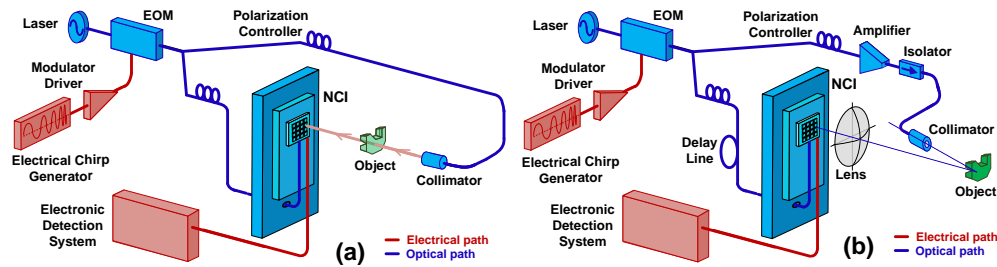 Laser
EOM
Polarization
Controller
Modulator
Driver
NCI
Electrical Chirp
Generator
Object
Collimator
Electronic
Detection
System
(a)
Electrical path
Optical path
Laser
EOM
Polarization
Controller
Amplifier
Isolator
Modulator
Driver
NCI
Collimator
Electrical Chirp
Generator
Delay
Line
Lens
Object
Electronic
Detection
System
(b)
Electrical path
Optical path